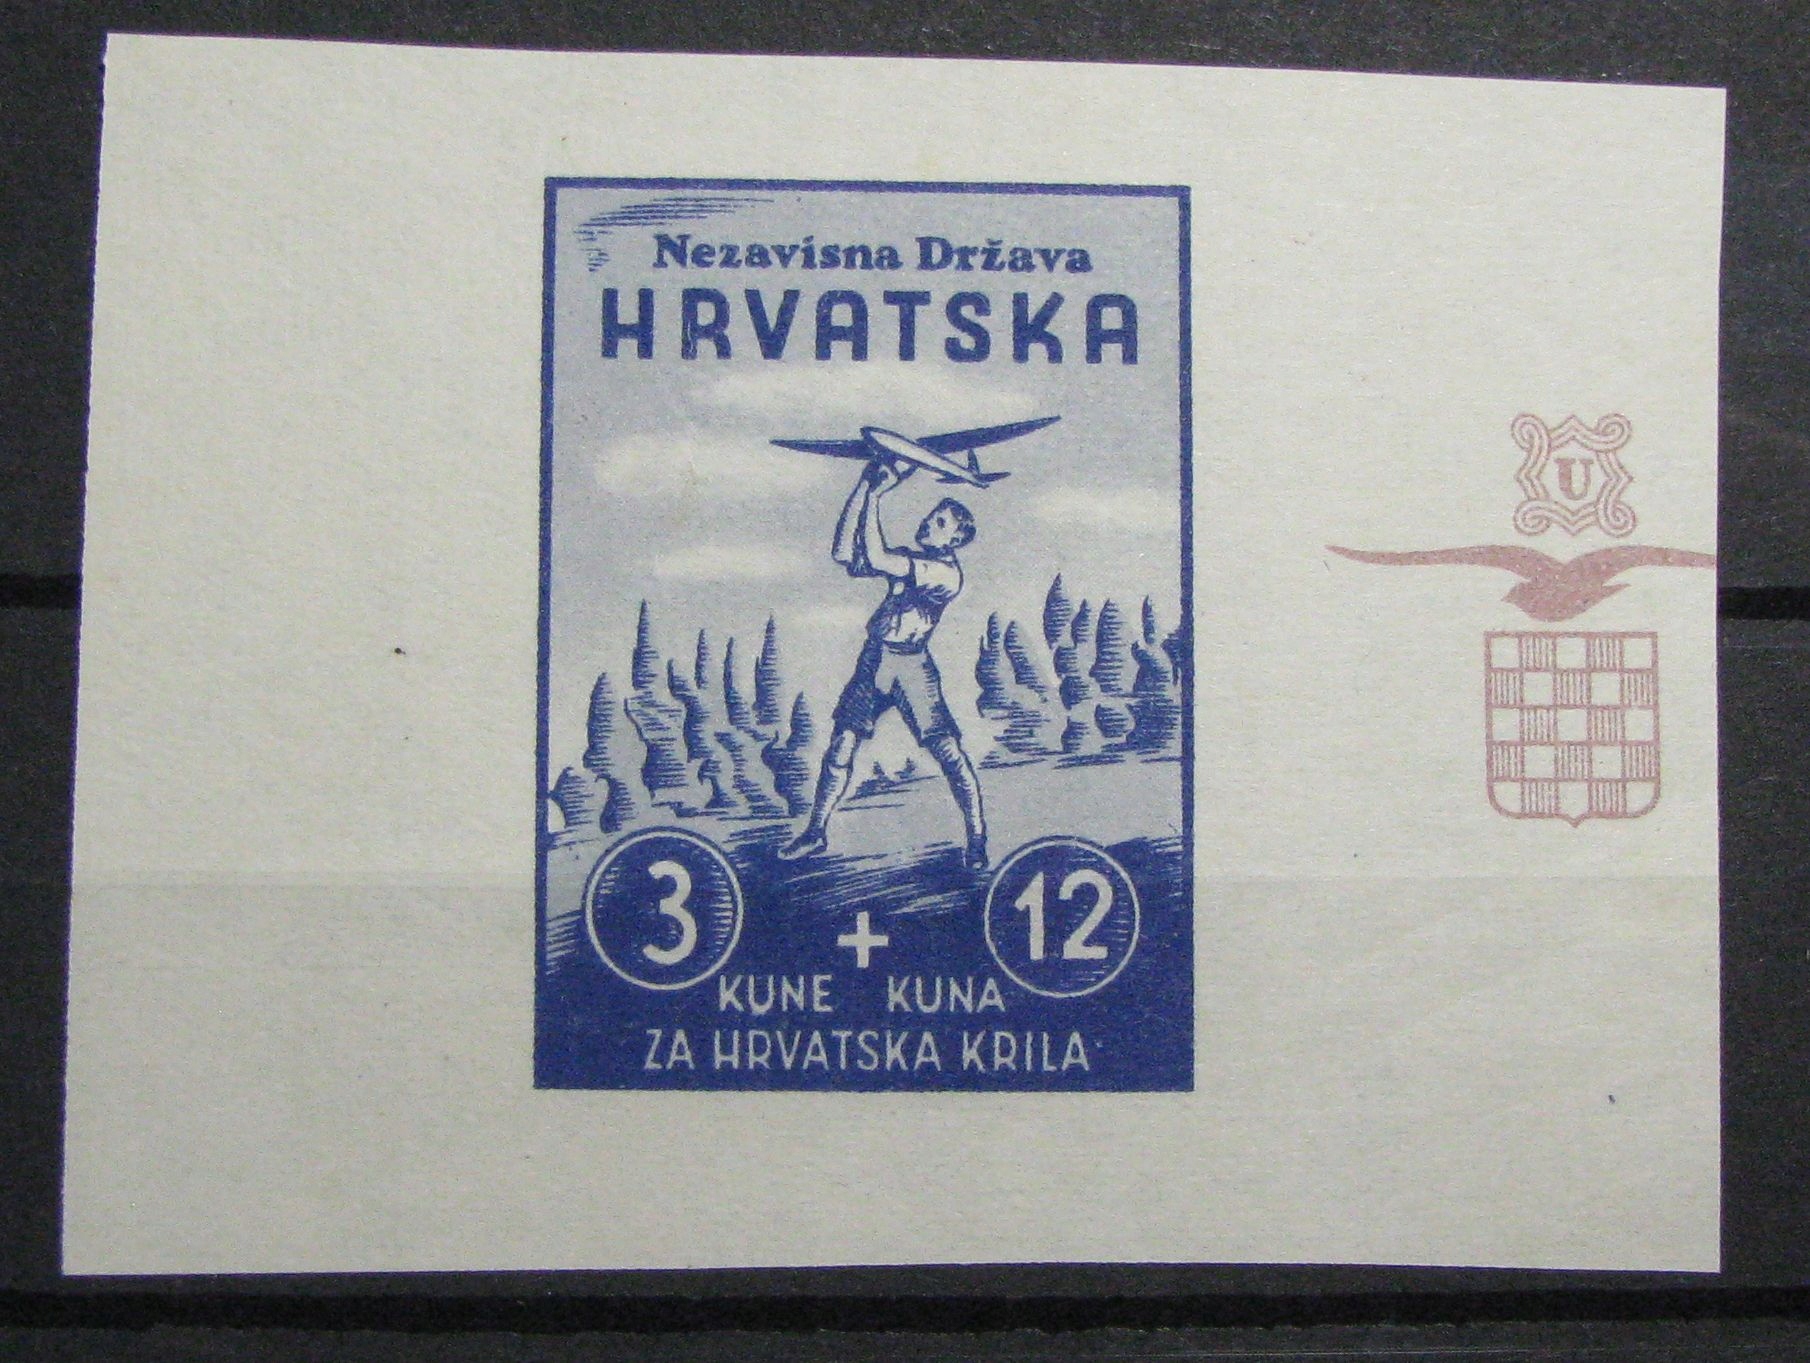 Nezavisna Država
HRVATSKA
U
3 + 12
KUNE KUNA
ZA HRVATSKA KRILA